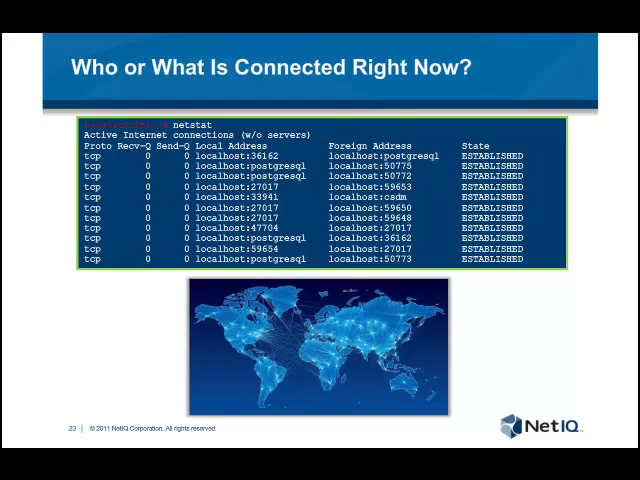 Who or What Is Connected Right Now?
netstat
Active Internet connections (w/o servers)
Proto Recv-Q Send-Q Local Address Foreign Address State
tcp 0 0 localhost:36162 localhost:postgresql ESTABLISHED
tcp 0 0 localhost:postgresql localhost:50775 ESTABLISHED
tcp 0 0 localhost:postgresql localhost:50772 ESTABLISHED
tcp 0 0 localhost:27017 localhost:59653 ESTABLISHED
tcp 0 0 localhost:33941 localhost:csdm ESTABLISHED
tcp 0 0 localhost:27017 localhost:59650 ESTABLISHED
tcp 0 0 localhost:27017 localhost:59648 ESTABLISHED
tcp 0 0 localhost:47704 localhost:27017 ESTABLISHED
tcp 0 0 localhost:postgresql localhost:36162 ESTABLISHED
tcp 0 0 localhost:59654 localhost:27017 ESTABLISHED
tcp 0 0 localhost:postgresql localhost:50773 ESTABLISHED
23 © 2011 NetIQ Corporation. All rights reserved.
NetIQ